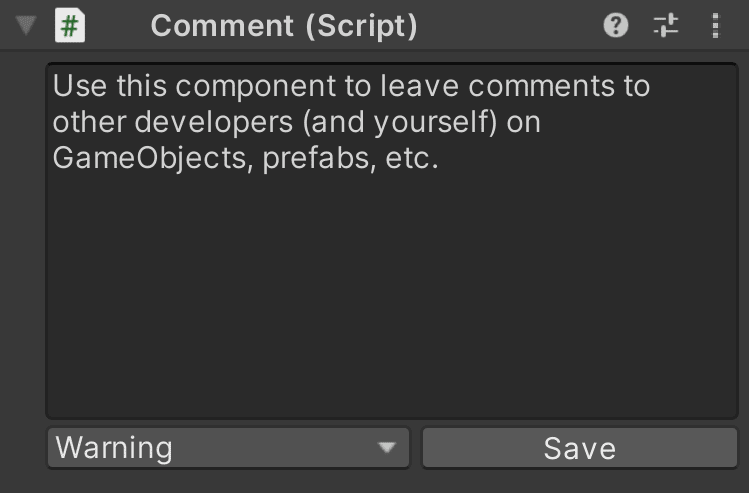 # Comment (Script)
Use this component to leave comments to
other developers (and yourself) on
GameObjects, prefabs, etc.
Warning
Save